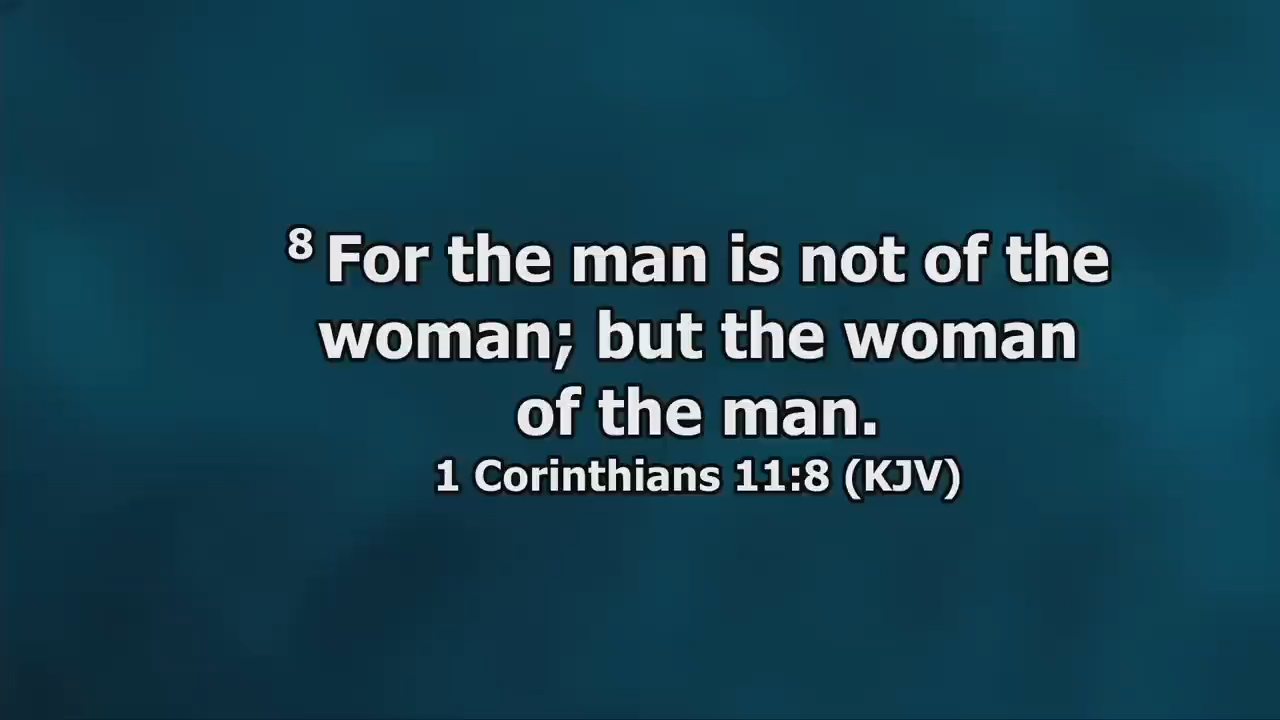 8 For the man is not of the
woman; but the woman
of the man.
1 Corinthians 11:8 (KJV)